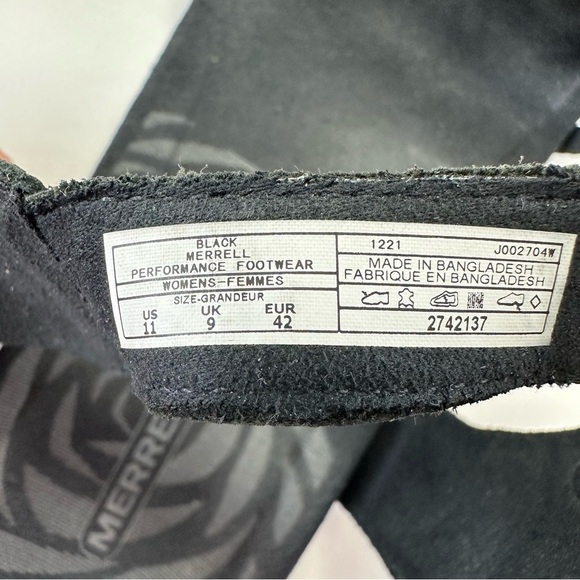 BLACK
MERRELL
PERFORMANCE FOOTWEAR
WOMENS-FEMMES
SIZE-GRANDEUR
US UK EUR
11 9 42
1221 J002704W
MADE IN BANGLADESH
FABRIQUE EN BANGLADESH
2742137
MERRE